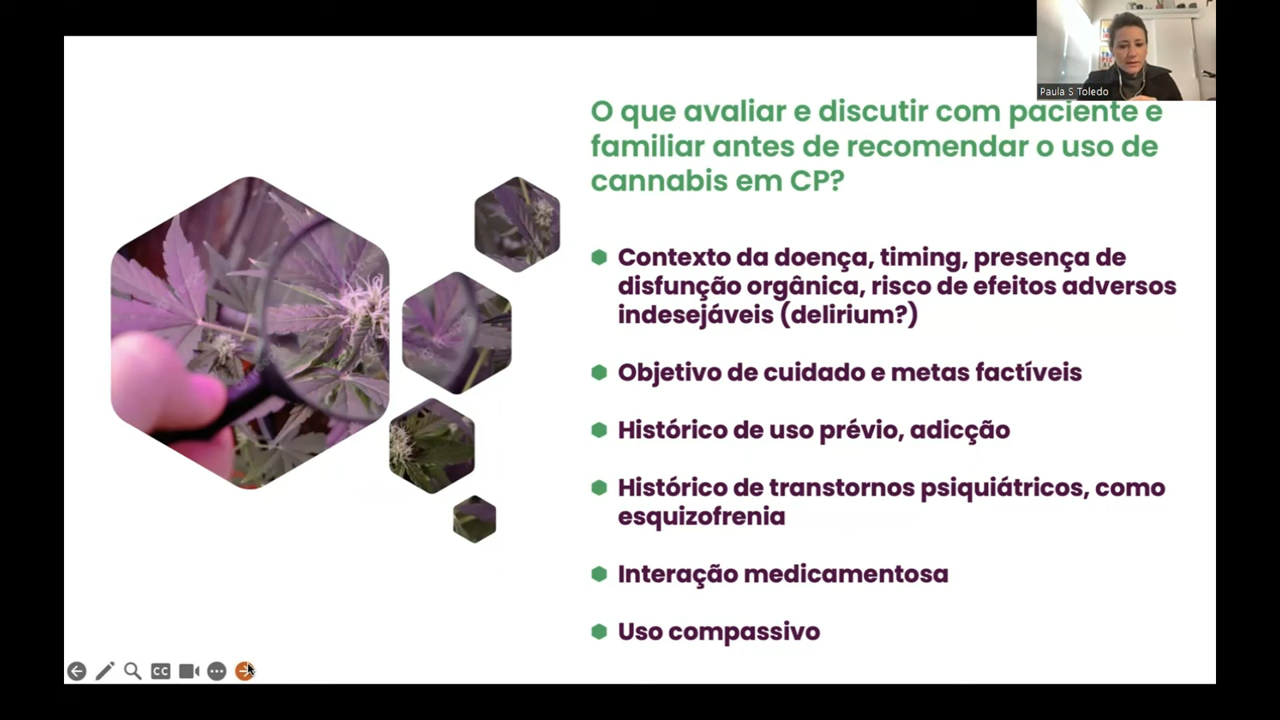 Paula S Toledo
O que avaliar e discutir com paciente e
familiar antes de recomendar o uso de
cannabis em CP?
Contexto da doença, timing, presença de
disfunção orgânica, risco de efeitos adversos
indesejáveis (delirium?)
Objetivo de cuidado e metas factíveis
Histórico de uso prévio, adicção
Histórico de transtornos psiquiátricos, como
esquizofrenia
Interação medicamentosa
Uso compassivo
CC